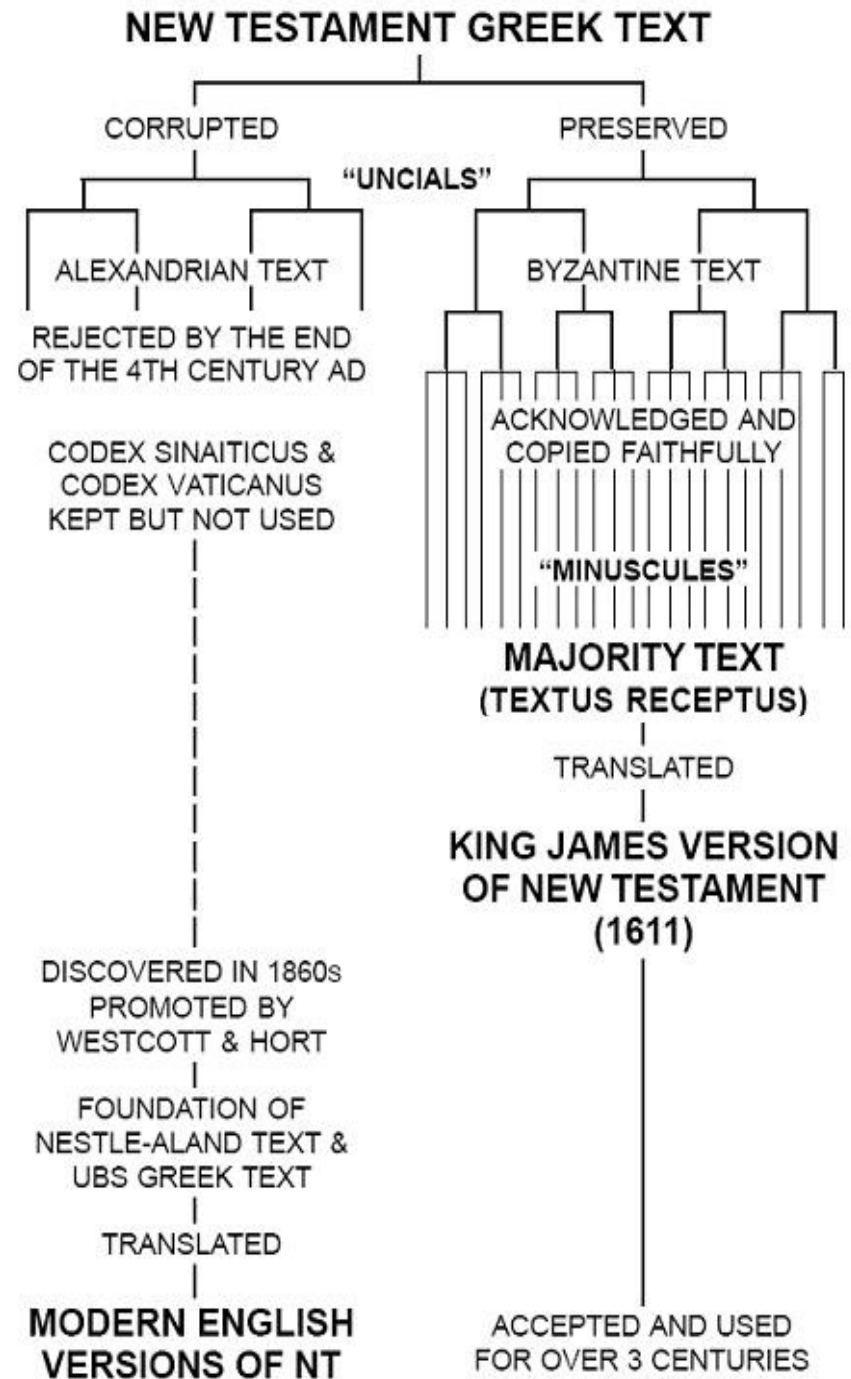 NEW TESTAMENT GREEK TEXT
CORRUPTED
PRESERVED
“UNCIALS”
ALEXANDRIAN TEXT
BYZANTINE TEXT
REJECTED BY THE END
OF THE 4TH CENTURY AD
ACKNOWLEDGED AND
COPIED FAITHFULLY
CODEX SINAITICUS &
CODEX VATICANUS
KEPT BUT NOT USED
“MINUSCULES”
MAJORITY TEXT
(TEXTUS RECEPTUS)
TRANSLATED
KING JAMES VERSION
OF NEW TESTAMENT
(1611)
DISCOVERED IN 1860s
PROMOTED BY
WESTCOTT & HORT
FOUNDATION OF
NESTLE-ALAND TEXT &
UBS GREEK TEXT
TRANSLATED
MODERN ENGLISH
VERSIONS OF NT
ACCEPTED AND USED
FOR OVER 3 CENTURIES